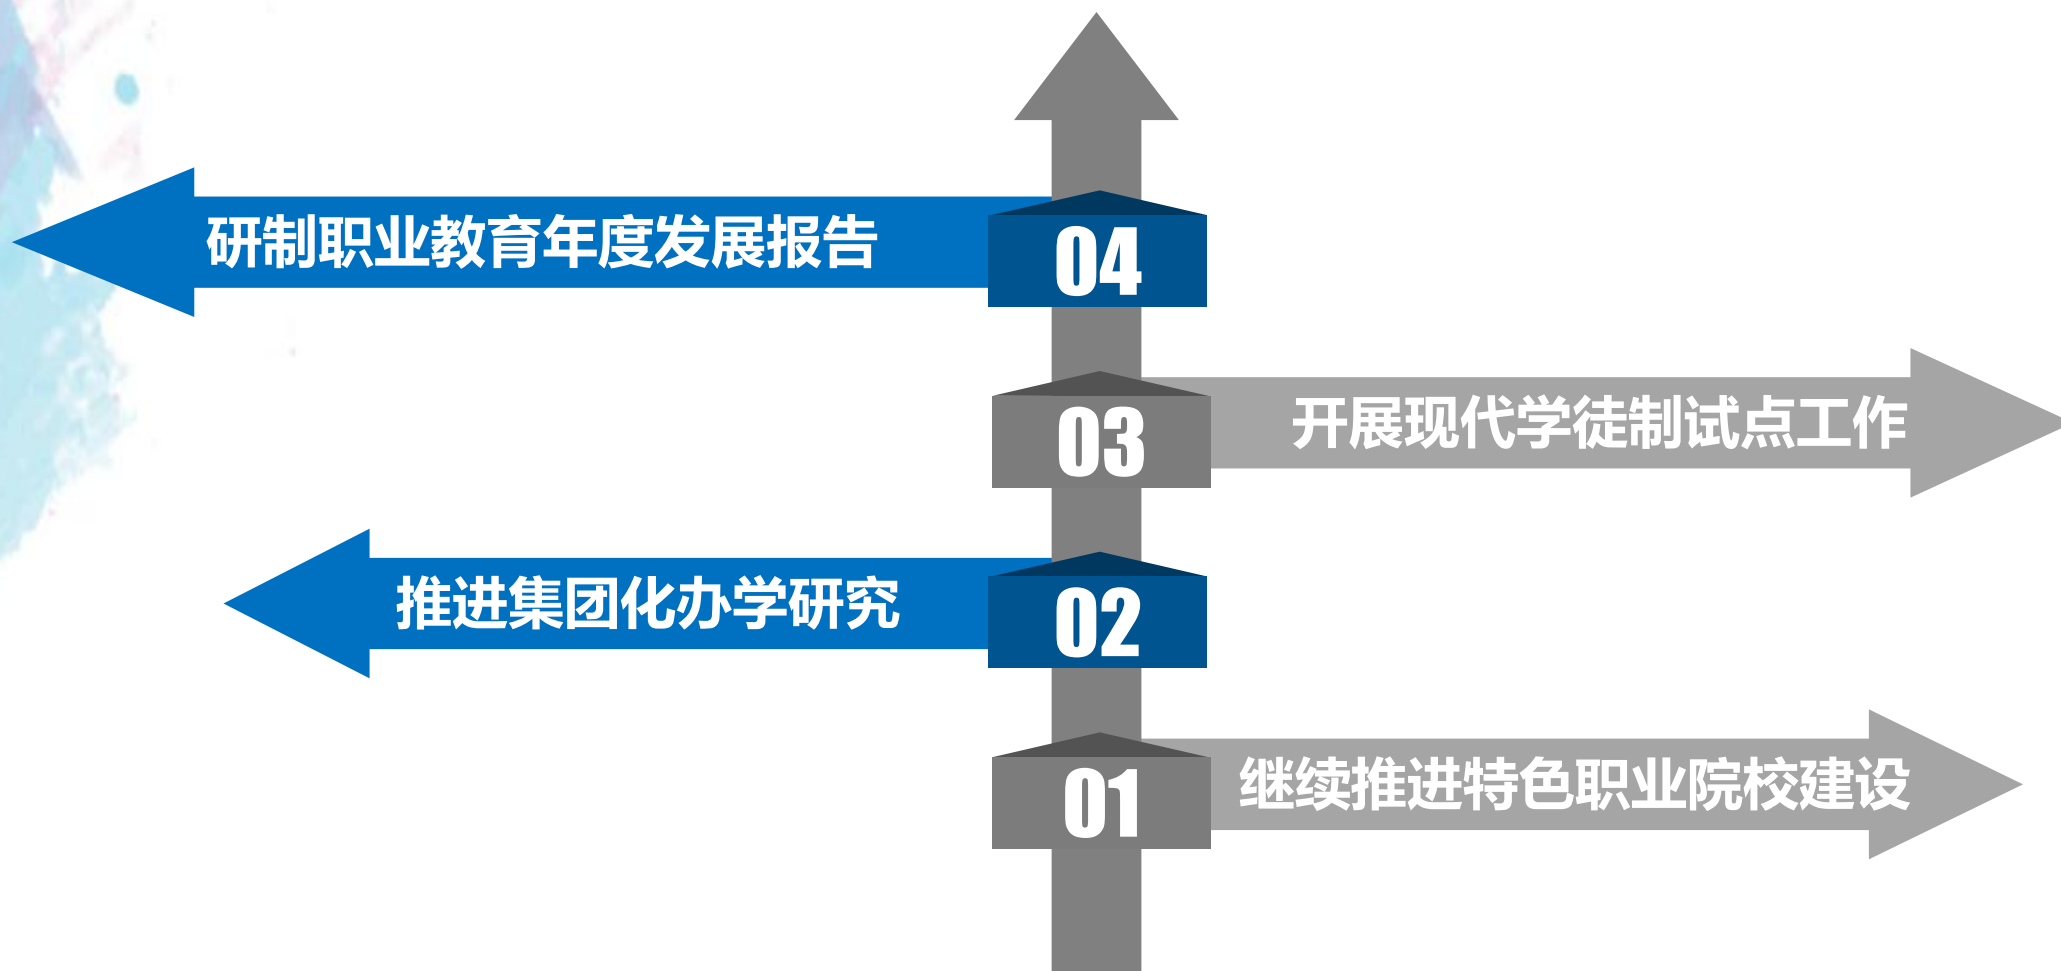 研制职业教育年度发展报告
04
03
开展现代学徒制试点工作
推进集团化办学研究
02
01
继续推进特色职业院校建设